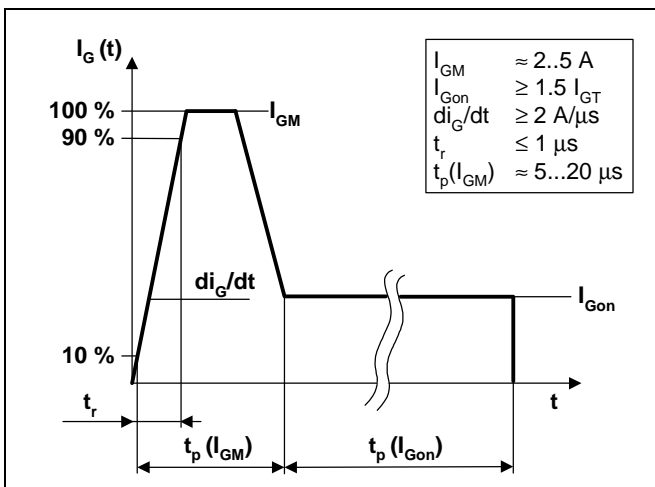 I_G (t)
100 %
90 %
10 %
I_GM
di_G/dt
I_Gon
t
t_r
t_p (I_GM)
t_p (I_Gon)
I_GM ≈ 2..5 A
I_Gon ≥ 1.5 I_GT
di_G/dt ≥ 2 A/μs
t_r ≤ 1 μs
t_p(I_GM) ≈ 5...20 μs